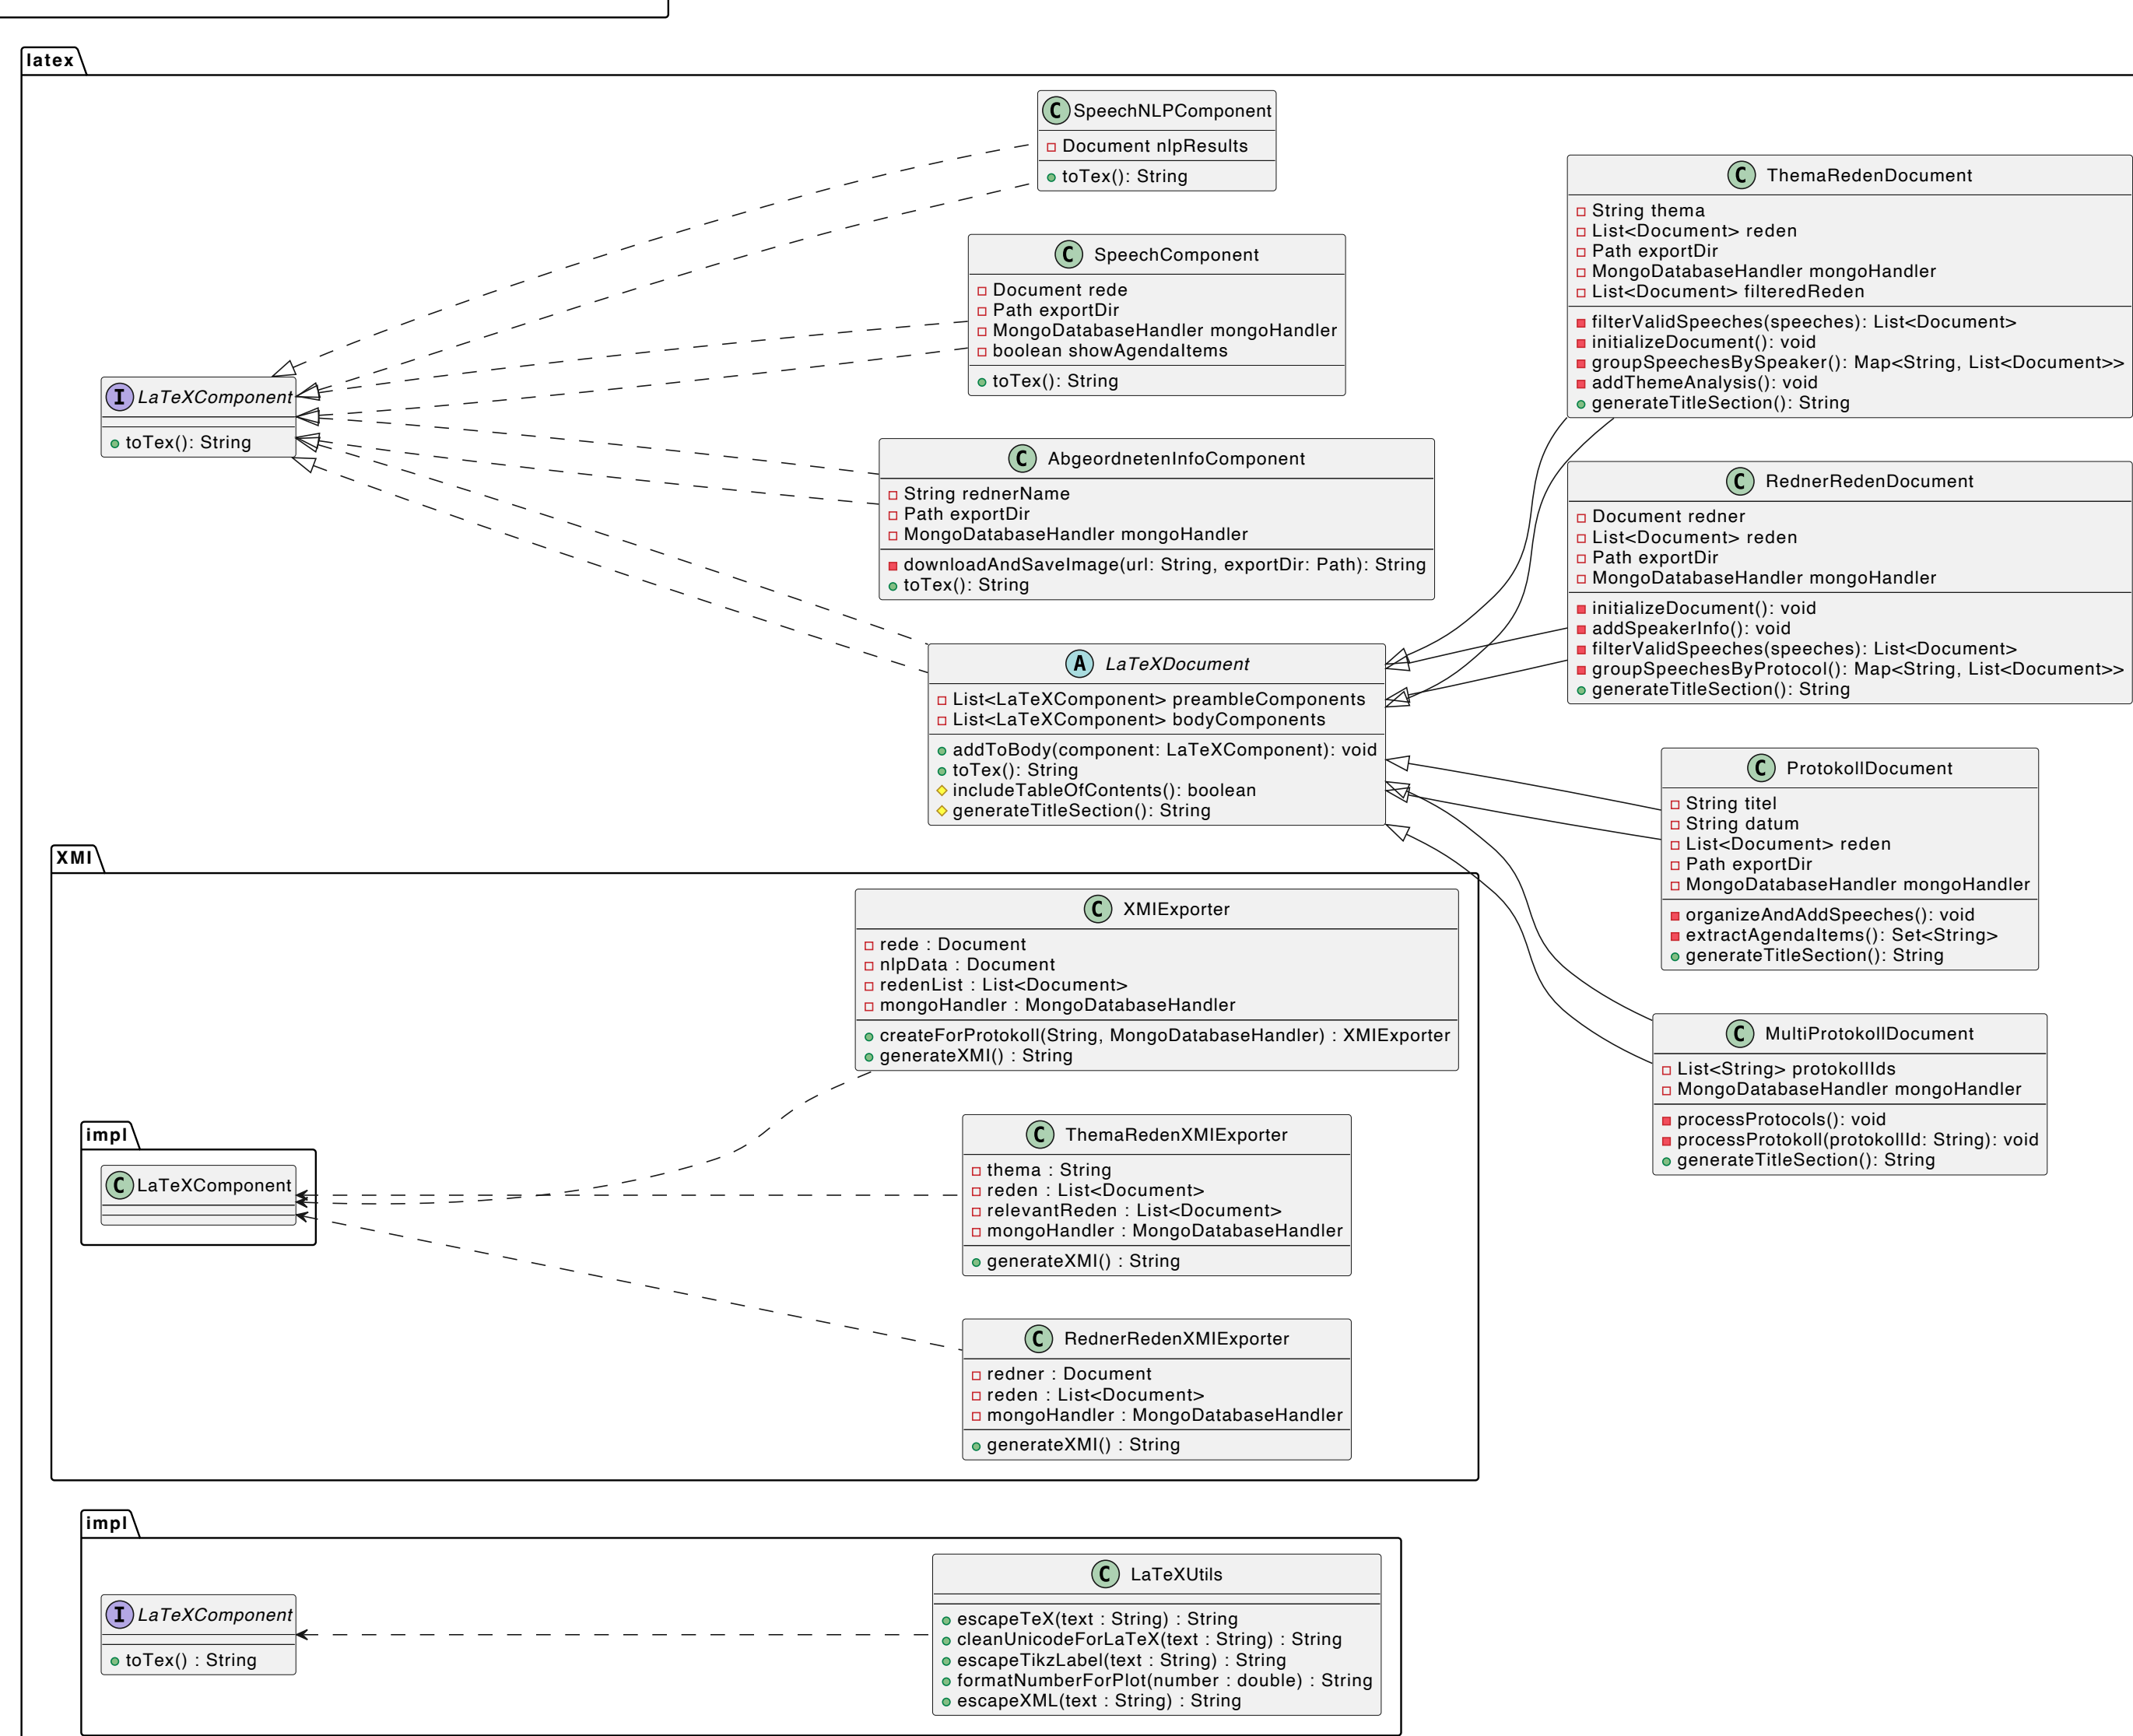 latex
C SpeechNLPComponent
Document nlpResults
toTex(): String
C SpeechComponent
Document rede
Path exportDir
MongoDatabaseHandler mongoHandler
boolean showAgendaItems
toTex(): String
I LaTeXComponent
toTex(): String
C AbgeordnetenInfoComponent
String rednerName
Path exportDir
MongoDatabaseHandler mongoHandler
downloadAndSaveImage(url: String, exportDir: Path): String
toTex(): String
A LaTeXDocument
List<LaTeXComponent> preambleComponents
List<LaTeXComponent> bodyComponents
addToBody(component: LaTeXComponent): void
toTex(): String
includeTableOfContents(): boolean
generateTitleSection(): String
C ThemaRedenDocument
String thema
List<Document> reden
Path exportDir
MongoDatabaseHandler mongoHandler
List<Document> filteredReden
filterValidSpeeches(speeches): List<Document>
initializeDocument(): void
groupSpeechesBySpeaker(): Map<String, List<Document>>
addThemeAnalysis(): void
generateTitleSection(): String
C RednerRedenDocument
Document redner
List<Document> reden
Path exportDir
MongoDatabaseHandler mongoHandler
initializeDocument(): void
addSpeakerInfo(): void
filterValidSpeeches(speeches): List<Document>
groupSpeechesByProtocol(): Map<String, List<Document>>
generateTitleSection(): String
C ProtokollDocument
String titel
String datum
List<Document> reden
Path exportDir
MongoDatabaseHandler mongoHandler
organizeAndAddSpeeches(): void
extractAgendaItems(): Set<String>
generateTitleSection(): String
C MultiProtokollDocument
List<String> protokollIds
MongoDatabaseHandler mongoHandler
processProtocols(): void
processProtokoll(protokollId: String): void
generateTitleSection(): String
XMI
C XMIExporter
rede : Document
nlpData : Document
redenList : List<Document>
mongoHandler : MongoDatabaseHandler
createForProtokoll(String, MongoDatabaseHandler) : XMIExporter
generateXMI() : String
impl
C LaTeXComponent
C ThemaRedenXMIExporter
thema : String
reden : List<Document>
relevantReden : List<Document>
mongoHandler : MongoDatabaseHandler
generateXMI() : String
C RednerRedenXMIExporter
redner : Document
reden : List<Document>
mongoHandler : MongoDatabaseHandler
generateXMI() : String
impl
I LaTeXComponent
toTex() : String
C LaTeXUtils
escapeTeX(text : String) : String
cleanUnicodeForLaTeX(text : String) : String
escapeTikzLabel(text : String) : String
formatNumberForPlot(number : double) : String
escapeXML(text : String) : String